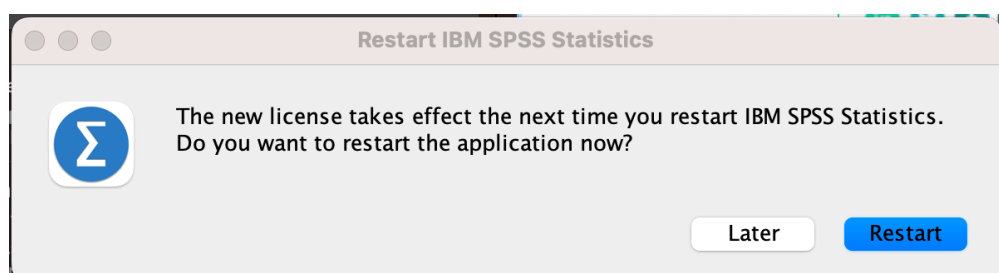 Restart IBM SPSS Statistics
The new license takes effect the next time you restart IBM SPSS Statistics.
Do you want to restart the application now?
Later
Restart